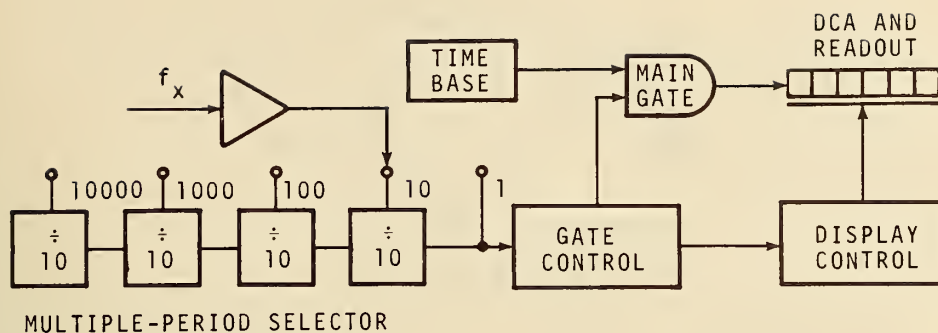 DCA AND
READOUT
TIME
BASE
MAIN
GATE
f x
10000
1000
100
10
1
÷
10
÷
10
÷
10
÷
10
GATE
CONTROL
DISPLAY
CONTROL
MULTIPLE-PERIOD SELECTOR